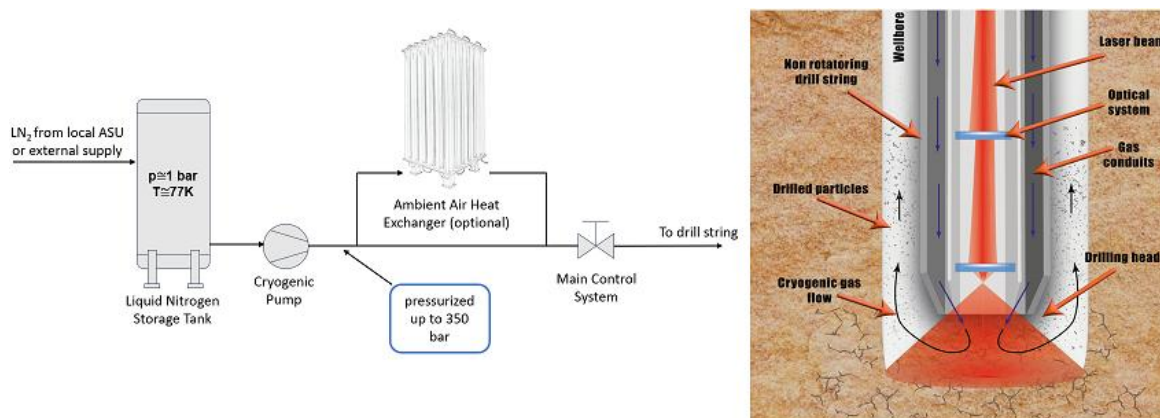 LN₂ from local ASU
or external supply
p≅1 bar
T≅77K
Liquid Nitrogen
Storage Tank
Cryogenic
Pump
pressurized
up to 350
bar
Ambient Air Heat
Exchanger (optional)
Main Control
System
To drill string
Wellbore
Non rotatoring
drill string
Drilled particles
Cryogenic gas
flow
Laser beam
Optical
system
Gas
conduits
Drilling head